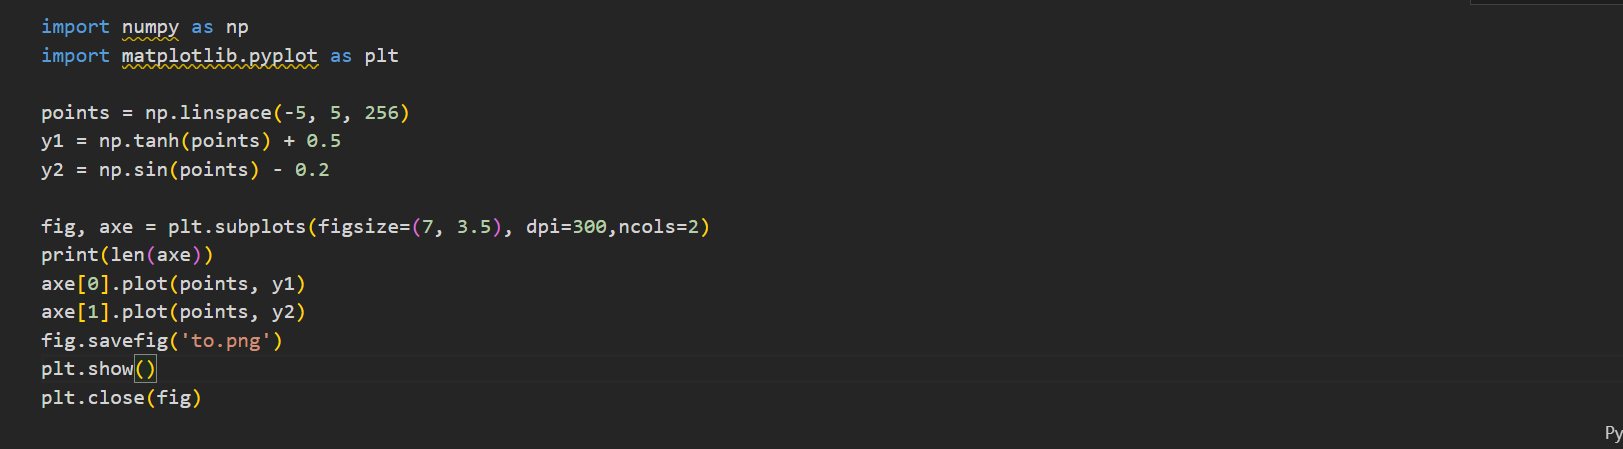 import numpy as np
import matplotlib.pyplot as plt
points = np.linspace(-5, 5, 256)
y1 = np.tanh(points) + 0.5
y2 = np.sin(points) - 0.2
fig, axe = plt.subplots(figsize=(7, 3.5), dpi=300,ncols=2)
print(len(axe))
axe[0].plot(points, y1)
axe[1].plot(points, y2)
fig.savefig('to.png')
plt.show()
plt.close(fig)
Py